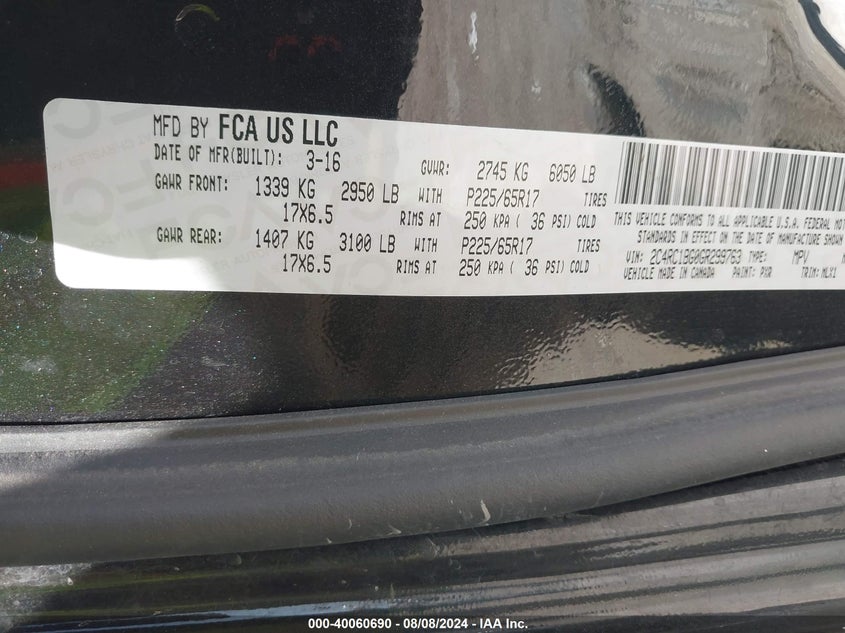 MFD BY FCA US LLC
DATE OF MFR(BUILT): 3-16 GVWR: 2745 KG 6050 LB
GAWR FRONT: 1339 KG 2950 LB WITH P225/65R17 TIRES
17X6.5 RIMS AT 250 KPA ( 36 PSI) COLD
GAWR REAR: 1407 KG 3100 LB WITH P225/65R17 TIRES
17X6.5 RIMS AT 250 KPA ( 36 PSI) COLD
THIS VEHICLE CONFORMS TO ALL APPLICABLE U.S.A. FEDERAL MOTOR
STANDARDS IN EFFECT ON THE DATE OF MANUFACTURE SHOWN
VIN: 2C4RC1BG0GR299763 TYPE: MPV
VEHICLE MADE IN CANADA PAINT: PXR TRIM: MLX1
000-40060690 - 08/08/2024 - IAA Inc.